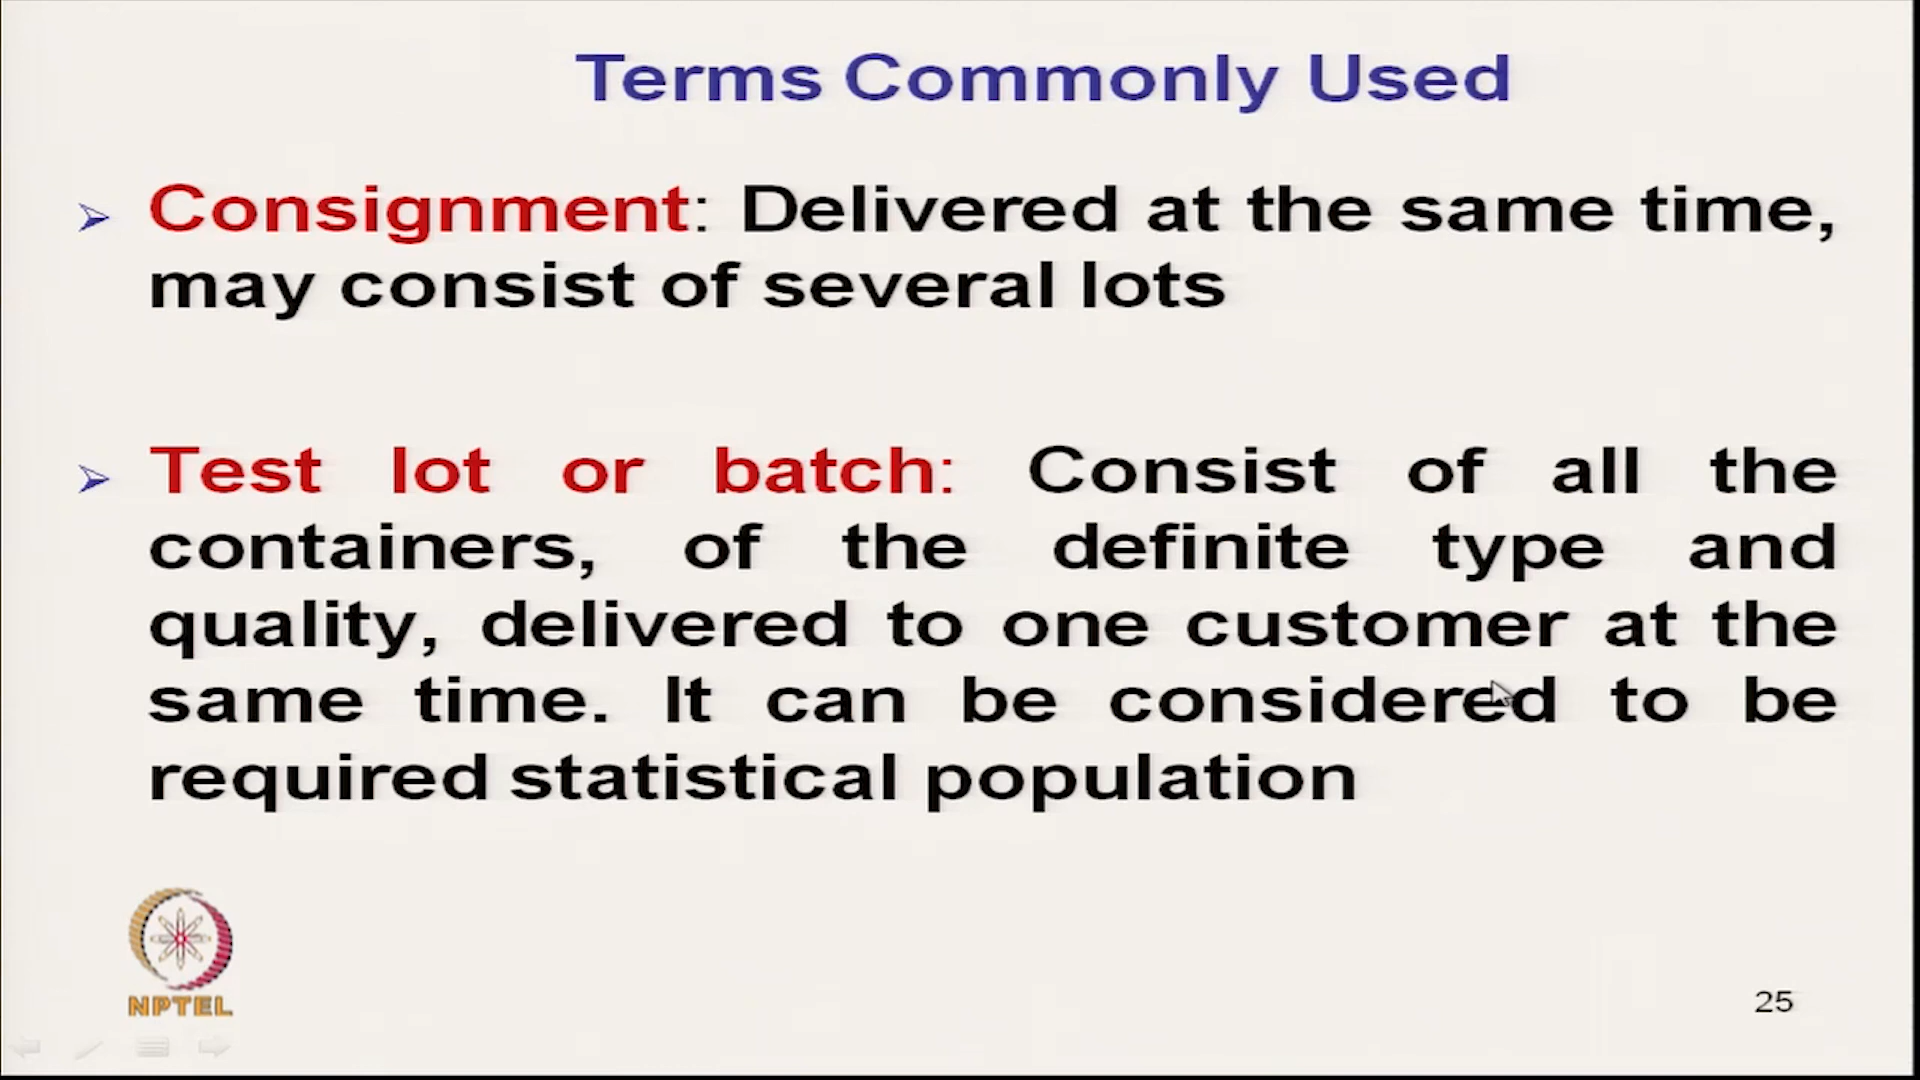 Terms Commonly Used
Consignment: Delivered at the same time,
may consist of several lots
Test lot or batch: Consist of all the
containers, of the definite type and
quality, delivered to one customer at the
same time. It can be considered to be
required statistical population
NPTEL
25